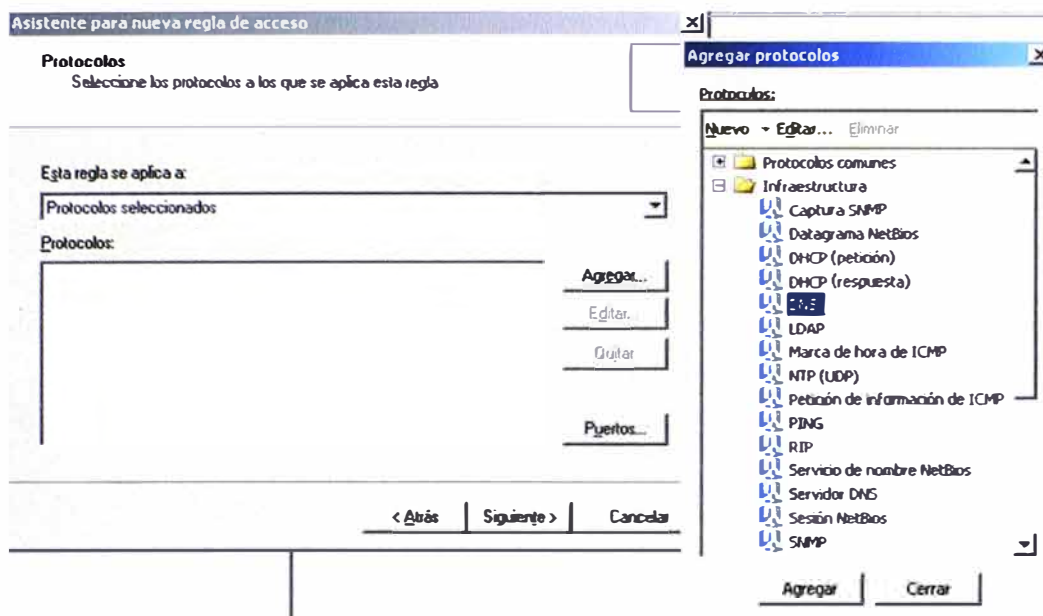 Asistente para nueva regla de acceso
Protocolos
Seleccione los protocolos a los que se aplica esta regla
Esta regla se aplica a:
Protocolos seleccionados
Protocolos:
Agregar...
Editar...
Quitar
Puertos...
< Atrás
Siguiente >
Cancelar
Agregar protocolos
Protocolos:
Nuevo Editar... Eliminar
Protocolos comunes
Infraestructura
Captura SNMP
Datagrama NetBios
DHCP (petición)
DHCP (respuesta)
DNS
LDAP
Marca de hora de ICMP
NTP (UDP)
Petición de información de ICMP
PING
RIP
Servicio de nombre NetBios
Servidor DNS
Sesión NetBios
SNMP
Agregar
Cerrar